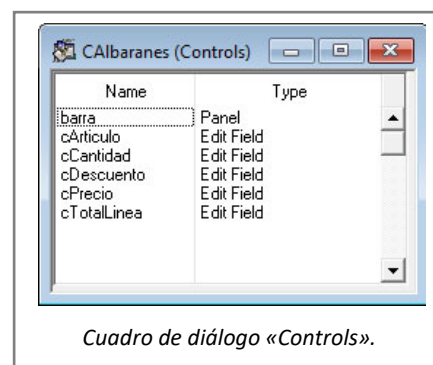 CAlbaranes (Controls)
Name Type
barra Panel
cArticulo Edit Field
cCantidad Edit Field
cDescuento Edit Field
cPrecio Edit Field
cTotalLinea Edit Field
Cuadro de diálogo «Controls».